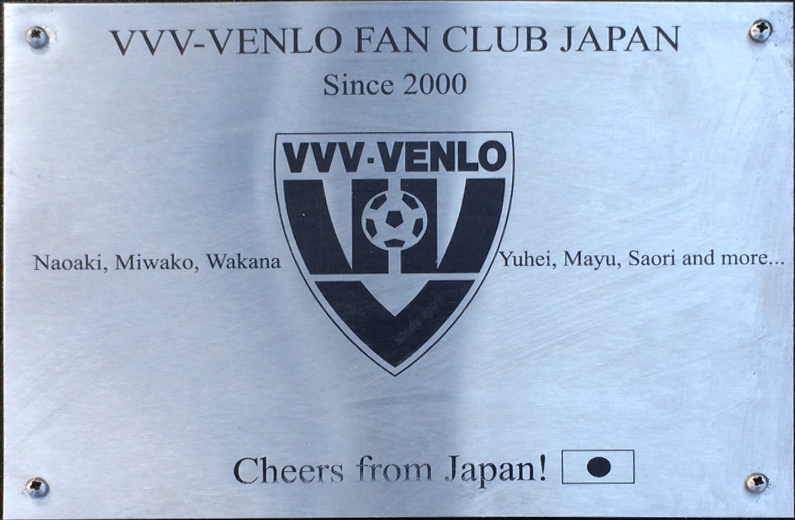 VVV-VENLO FAN CLUB JAPAN
Since 2000
VVV-VENLO
Naoaki, Miwako, Wakana
Yuhei, Mayu, Saori and more...
Cheers from Japan!